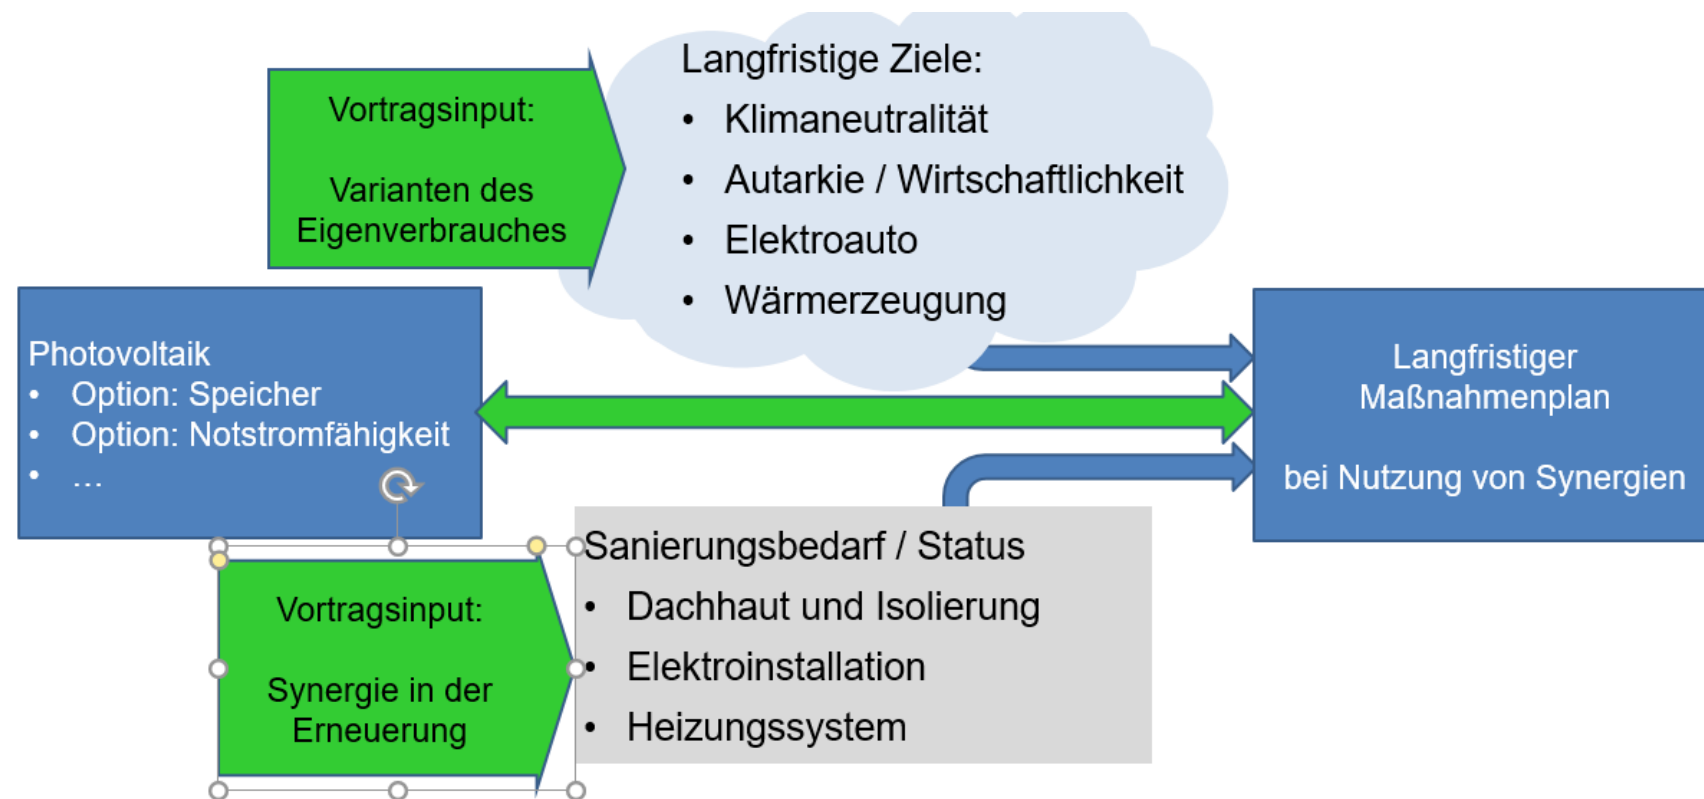 Vortragsinput:
Varianten des
Eigenverbrauches
Langfristige Ziele:
• Klimaneutralität
• Autarkie / Wirtschaftlichkeit
• Elektroauto
• Wärmerzeugung
Photovoltaik
• Option: Speicher
• Option: Notstromfähigkeit
• ...
Langfristiger
Maßnahmenplan
bei Nutzung von Synergien
Vortragsinput:
Synergie in der
Erneuerung
Sanierungsbedarf / Status
• Dachhaut und Isolierung
• Elektroinstallation
• Heizungssystem